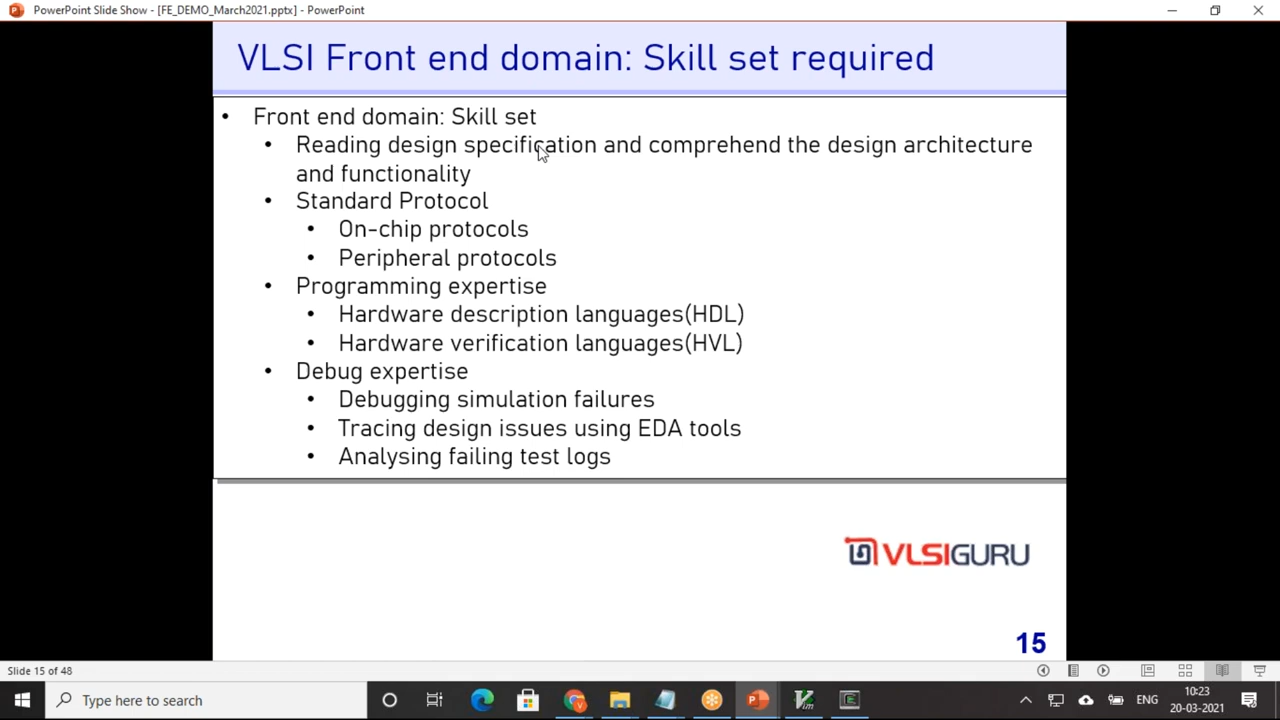 PowerPoint Slide Show - [FE_DEMO_March2021.pptx] - PowerPoint
VLSI Front end domain: Skill set required
• Front end domain: Skill set
• Reading design specification and comprehend the design architecture
and functionality
• Standard Protocol
• On-chip protocols
• Peripheral protocols
• Programming expertise
• Hardware description languages(HDL)
• Hardware verification languages(HVL)
• Debug expertise
• Debugging simulation failures
• Tracing design issues using EDA tools
• Analysing failing test logs
VLSIGURU
15
Slide 15 of 48
Type here to search
ENG
10:23
20-03-2021